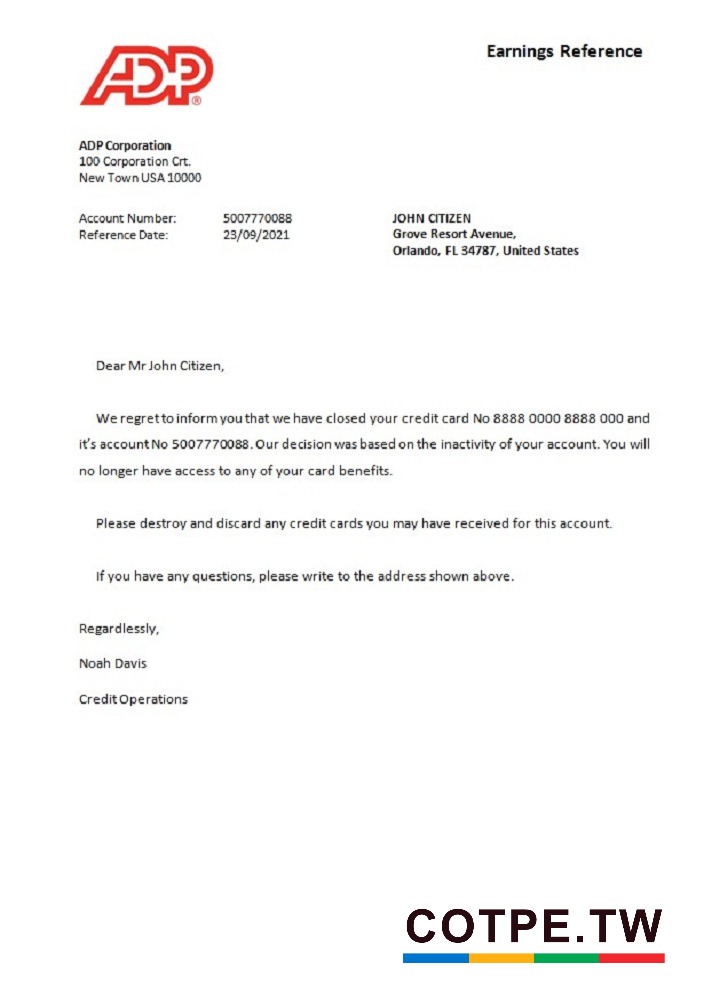 ADP®
Earnings Reference
ADP Corporation
100 Corporation Crt.
New Town USA 10000
Account Number: 5007770088
Reference Date: 23/09/2021
JOHN CITIZEN
Grove Resort Avenue,
Orlando, FL 34787, United States
Dear Mr John Citizen,
We regret to inform you that we have closed your credit card No 8888 0000 8888 000 and
it's account No 5007770088. Our decision was based on the inactivity of your account. You will
no longer have access to any of your card benefits.
Please destroy and discard any credit cards you may have received for this account.
If you have any questions, please write to the address shown above.
Regardlessly,
Noah Davis
Credit Operations
COTPE.TW